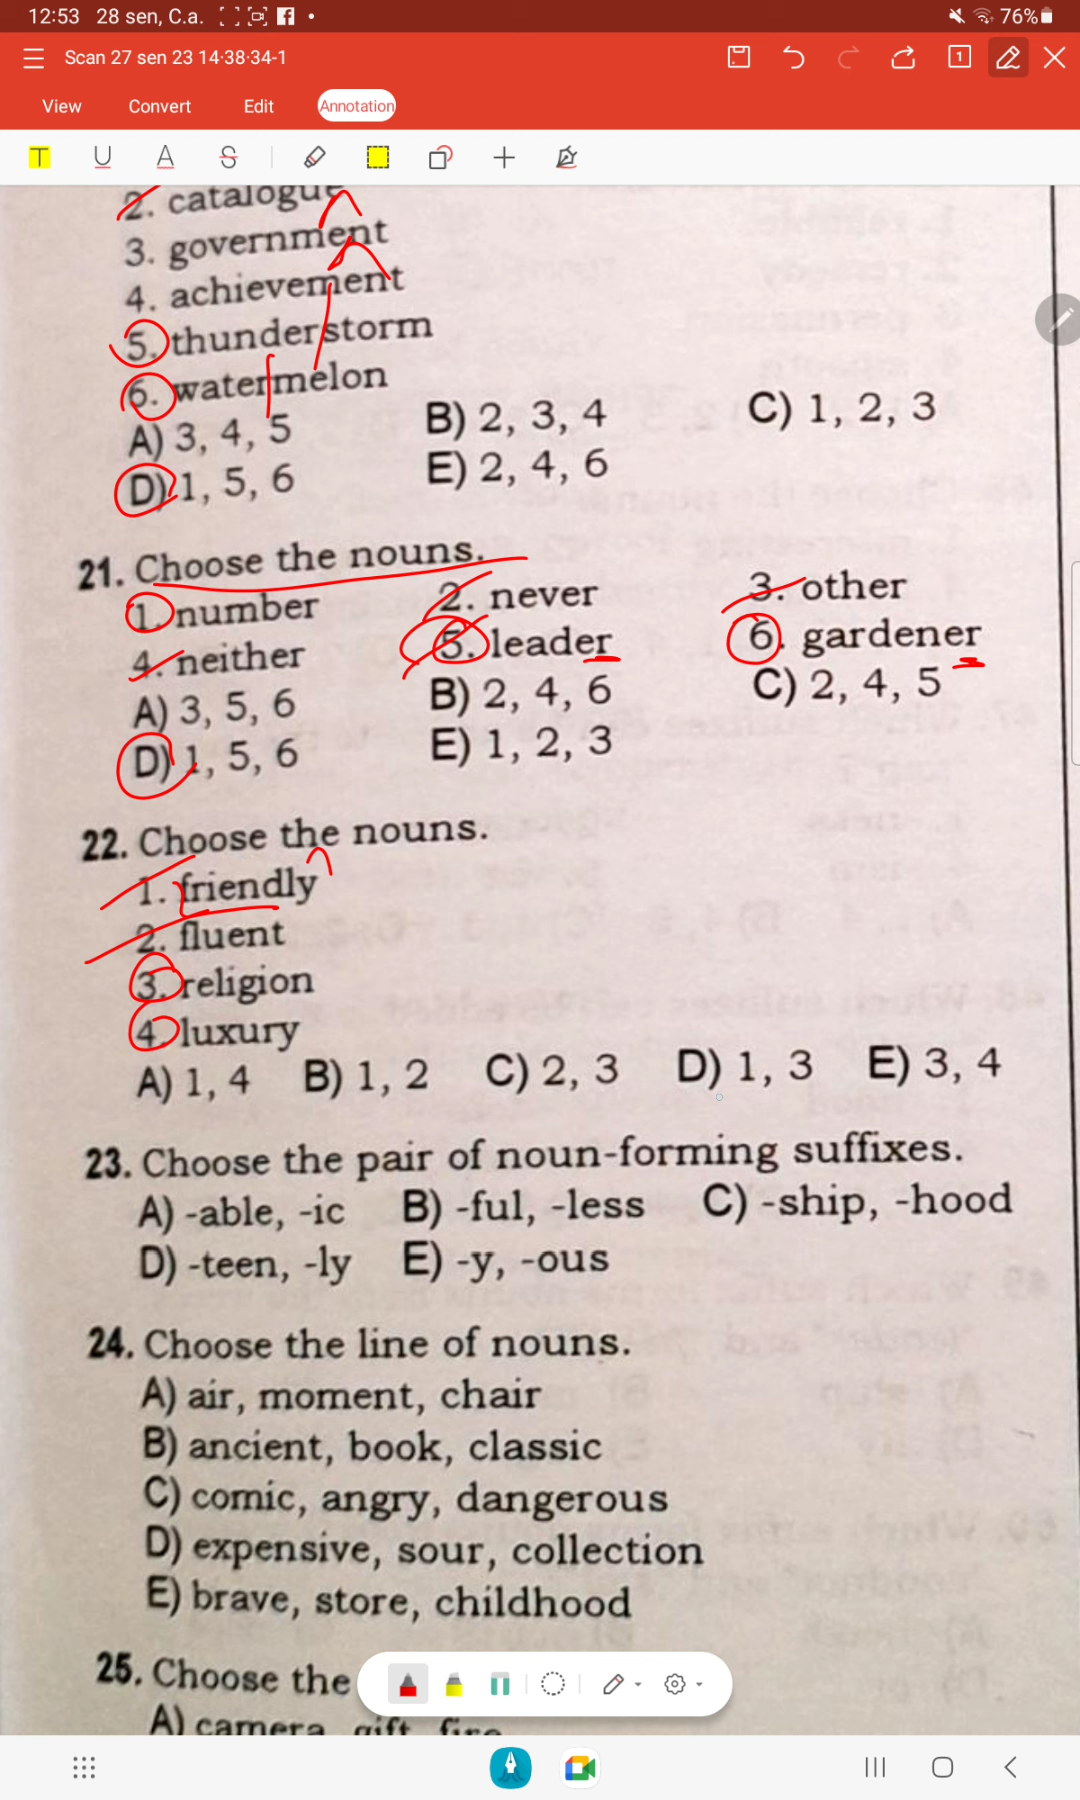 12:53 28 sen, C.a. 76%
Scan 27 sen 23 14-38-34-1
View Convert Edit Annotation
2. catalogue
3. government
4. achievement
5. thunderstorm
6. watermelon
A) 3, 4, 5 B) 2, 3, 4 C) 1, 2, 3
D) 1, 5, 6 E) 2, 4, 6
21. Choose the nouns.
1. number 2. never 3. other
4. neither 5. leader 6. gardener
A) 3, 5, 6 B) 2, 4, 6 C) 2, 4, 5
D) 1, 5, 6 E) 1, 2, 3
22. Choose the nouns.
1. friendly
2. fluent
3. religion
4. luxury
A) 1, 4 B) 1, 2 C) 2, 3 D) 1, 3 E) 3, 4
23. Choose the pair of noun-forming suffixes.
A) -able, -ic B) -ful, -less C) -ship, -hood
D) -teen, -ly E) -y, -ous
24. Choose the line of nouns.
A) air, moment, chair
B) ancient, book, classic
C) comic, angry, dangerous
D) expensive, sour, collection
E) brave, store, childhood
25. Choose the
A) camera, gift, fire